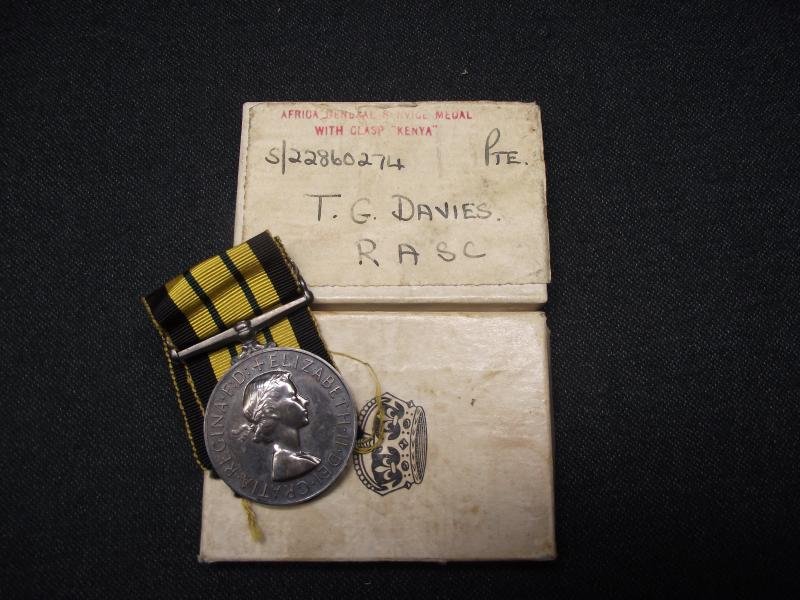 AFRICA GENERAL SERVICE MEDAL
WITH CLASP "KENYA"
S/22860274 PTE.
T. G. DAVIES.
R A S C
+ ELIZABETH·II·DEI·GRATIA·REGINA·F:D: